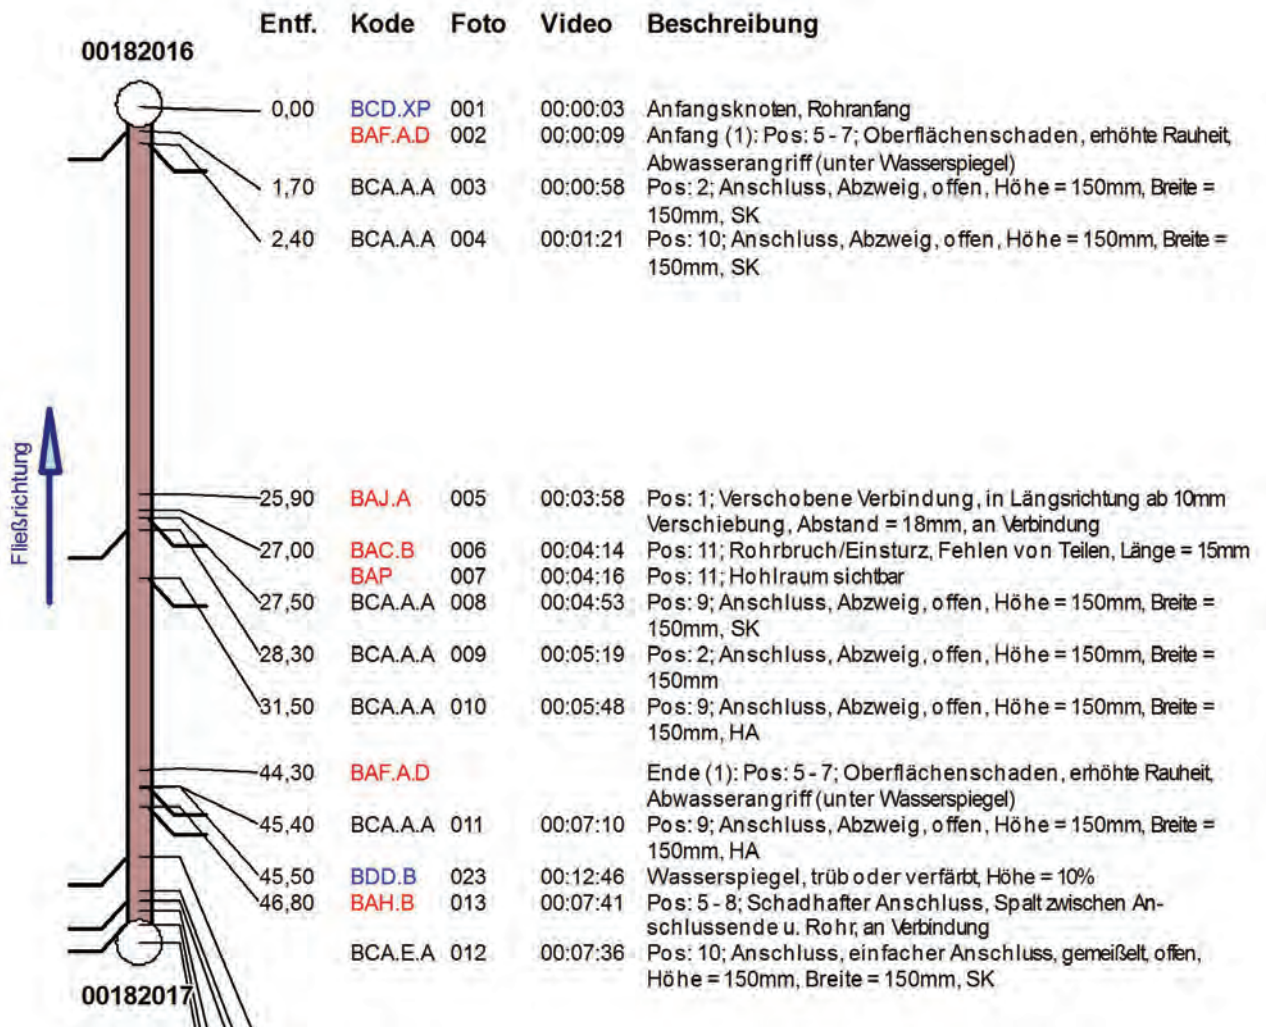 Entf. Kode Foto Video Beschreibung
00182016
0,00 BCD.XP 001 00:00:03 Anfangsknoten, Rohranfang
BAF.A.D 002 00:00:09 Anfang (1): Pos: 5 - 7; Oberflächenschaden, erhöhte Rauheit,
Abwasserangriff (unter Wasserspiegel)
1,70 BCA.A.A 003 00:00:58 Pos: 2; Anschluss, Abzweig, offen, Höhe = 150mm, Breite =
150mm, SK
2,40 BCA.A.A 004 00:01:21 Pos: 10; Anschluss, Abzweig, offen, Höhe = 150mm, Breite =
150mm, SK
Fließrichtung
25,90 BAJ.A 005 00:03:58 Pos: 1; Verschobene Verbindung, in Längsrichtung ab 10mm
Verschiebung, Abstand = 18mm, an Verbindung
27,00 BAC.B 006 00:04:14 Pos: 11; Rohrbruch/Einsturz, Fehlen von Teilen, Länge = 15mm
BAP 007 00:04:16 Pos: 11; Hohlraum sichtbar
27,50 BCA.A.A 008 00:04:53 Pos: 9; Anschluss, Abzweig, offen, Höhe = 150mm, Breite =
150mm, SK
28,30 BCA.A.A 009 00:05:19 Pos: 2; Anschluss, Abzweig, offen, Höhe = 150mm, Breite =
150mm
31,50 BCA.A.A 010 00:05:48 Pos: 9; Anschluss, Abzweig, offen, Höhe = 150mm, Breite =
150mm, HA
44,30 BAF.A.D Ende (1): Pos: 5 - 7; Oberflächenschaden, erhöhte Rauheit,
Abwasserangriff (unter Wasserspiegel)
45,40 BCA.A.A 011 00:07:10 Pos: 9; Anschluss, Abzweig, offen, Höhe = 150mm, Breite =
150mm, HA
45,50 BDD.B 023 00:12:46 Wasserspiegel, trüb oder verfärbt, Höhe = 10%
46,80 BAH.B 013 00:07:41 Pos: 5 - 8; Schadhafter Anschluss, Spalt zwischen An-
schlussende u. Rohr, an Verbindung
BCA.E.A 012 00:07:36 Pos: 10; Anschluss, einfacher Anschluss, gemeißelt, offen,
Höhe = 150mm, Breite = 150mm, SK
00182017